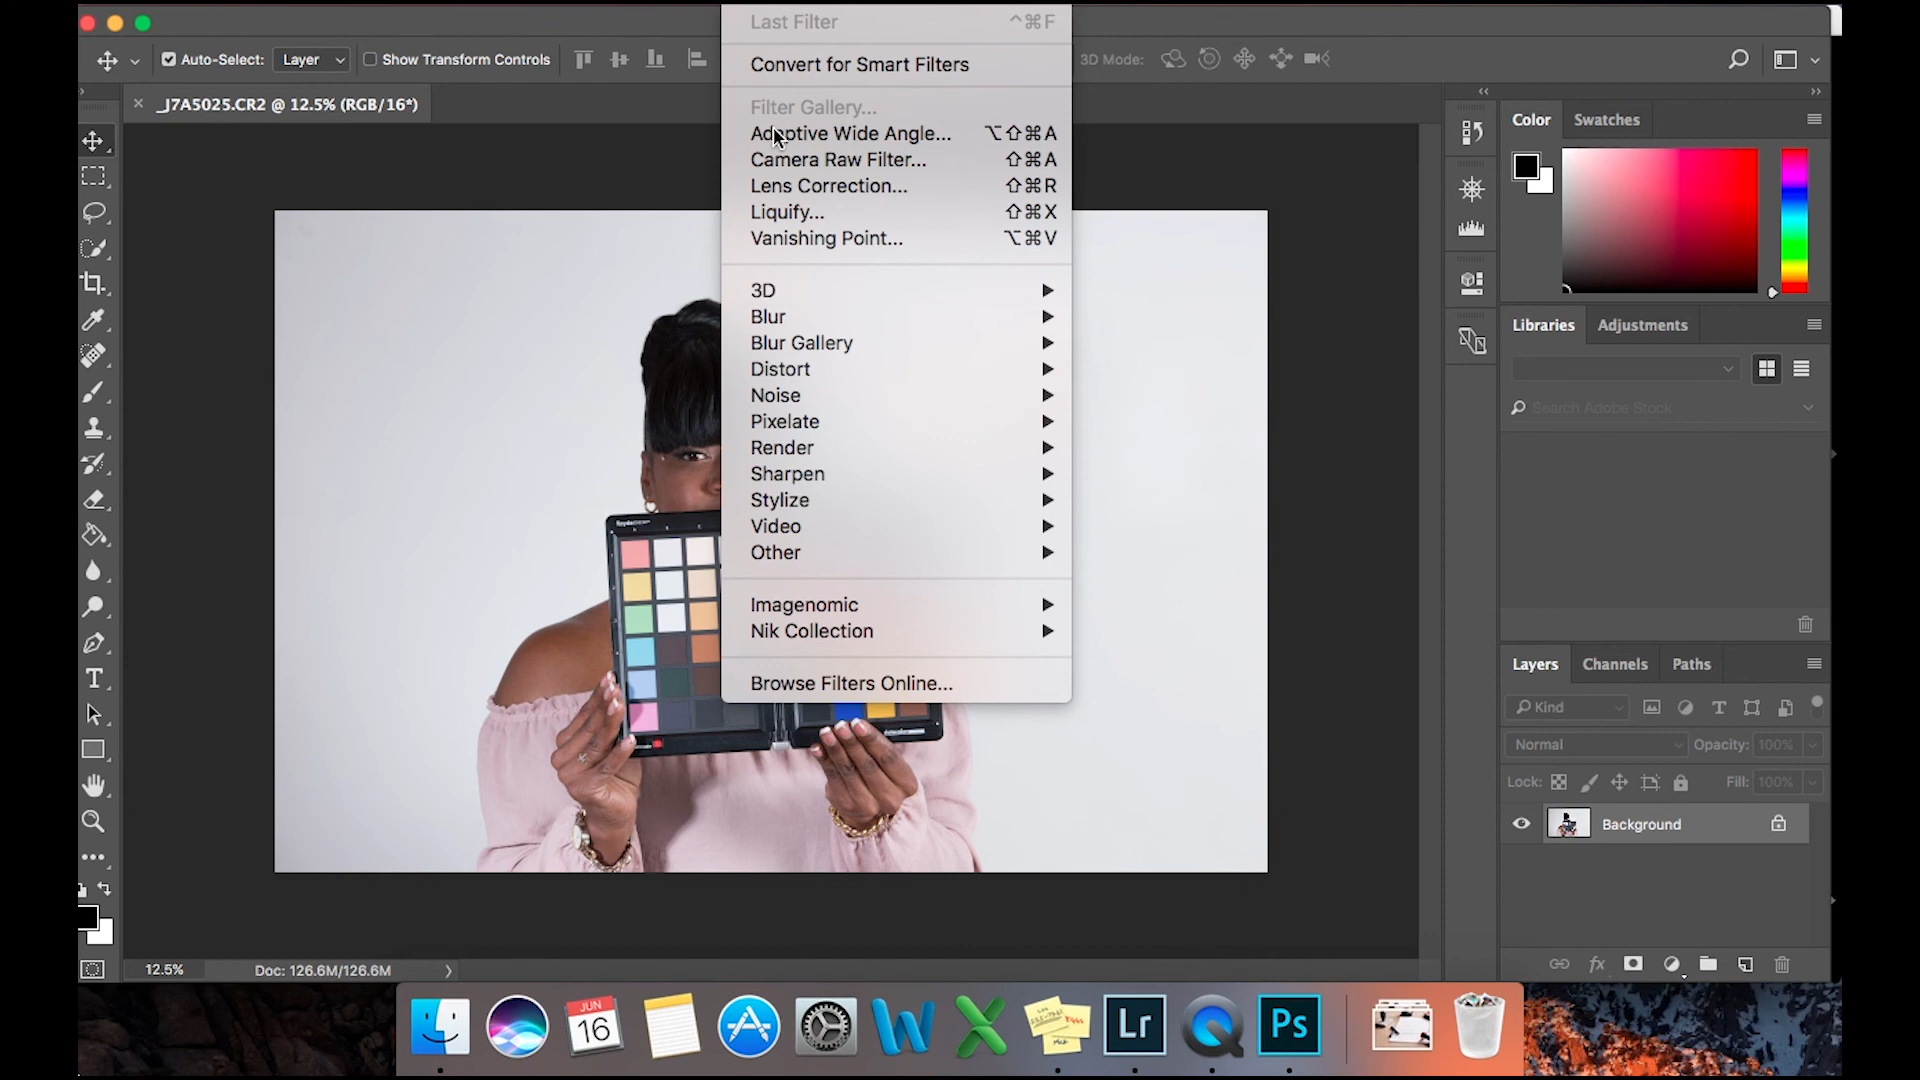 Auto-Select: Layer Show Transform Controls 3D Mode:
_J7A5025.CR2 @ 12.5% (RGB/16*)
Last Filter ^⌘F
Convert for Smart Filters
Filter Gallery...
Adaptive Wide Angle... ⌥⇧⌘A
Camera Raw Filter... ⇧⌘A
Lens Correction... ⇧⌘R
Liquify... ⇧⌘X
Vanishing Point... ⌥⌘V
3D
Blur
Blur Gallery
Distort
Noise
Pixelate
Render
Sharpen
Stylize
Video
Other
Imagenomic
Nik Collection
Browse Filters Online...
Color Swatches
Libraries Adjustments
Search Adobe Stock
Layers Channels Paths
Kind
Normal Opacity: 100%
Lock: Fill: 100%
Background
12.5% Doc: 126.6M/126.6M
JUN
16
Lr
Ps